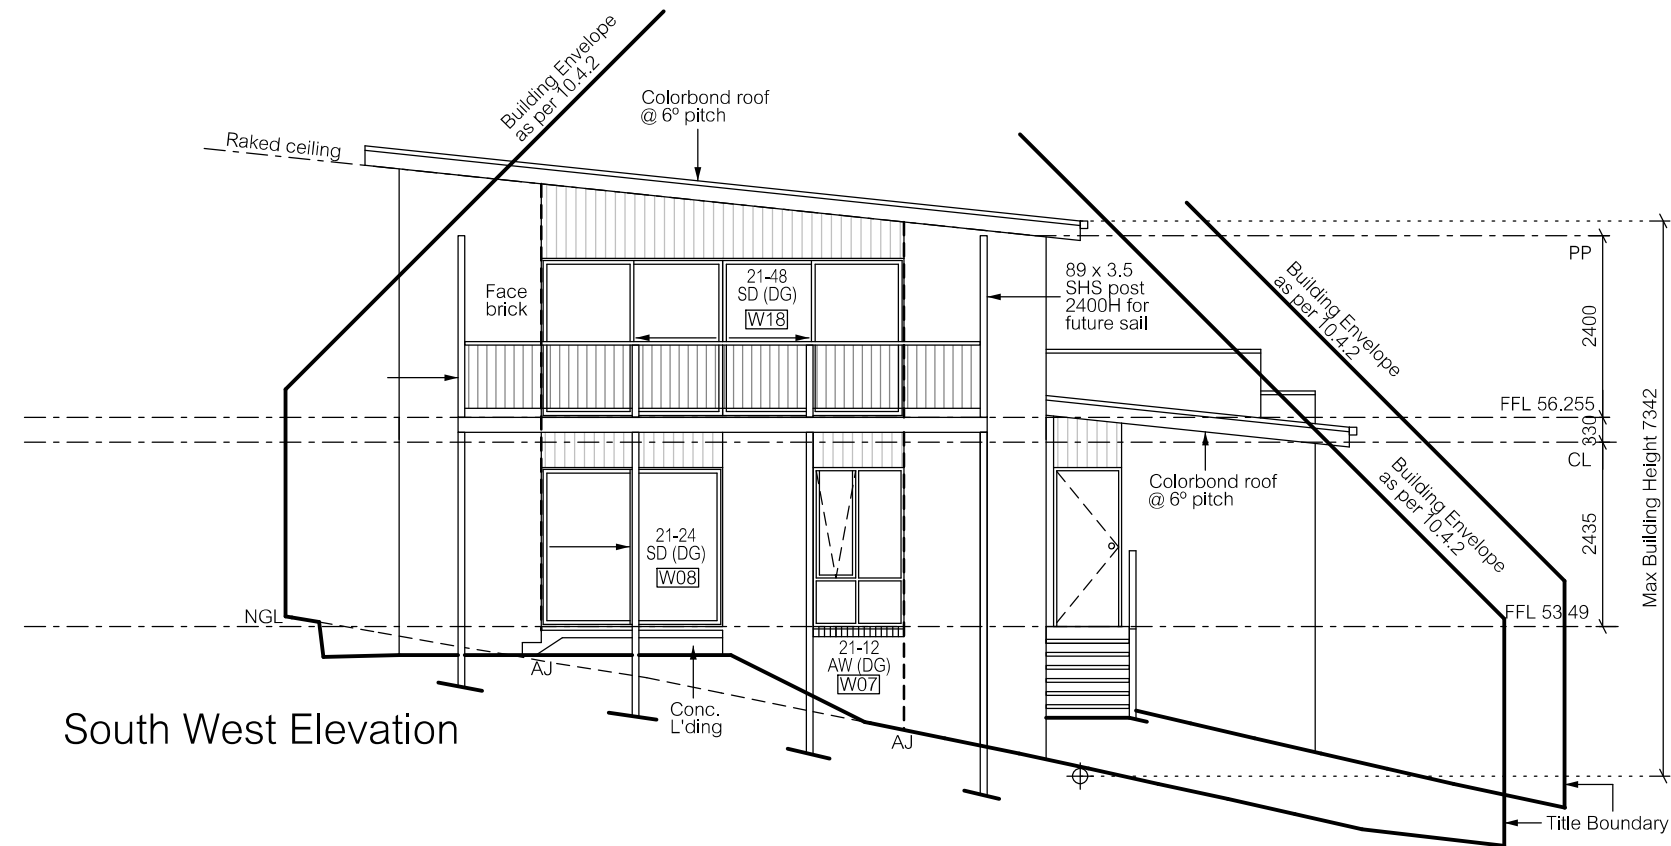 Building Envelope
as per 10.4.2
Colorbond roof
@ 6º pitch
Raked ceiling
Face
brick
21-48
SD (DG)
W18
89 x 3.5
SHS post
2400H for
future sail
Building Envelope
as per 10.4.2
PP
2400
FFL 56.255
330
CL
2435
Max Building Height 7342
Colorbond roof
@ 6º pitch
Building Envelope
as per 10.4.2
21-24
SD (DG)
W08
NGL
FFL 53.49
21-12
AW (DG)
W07
AJ
Conc.
L'ding
AJ
South West Elevation
Title Boundary